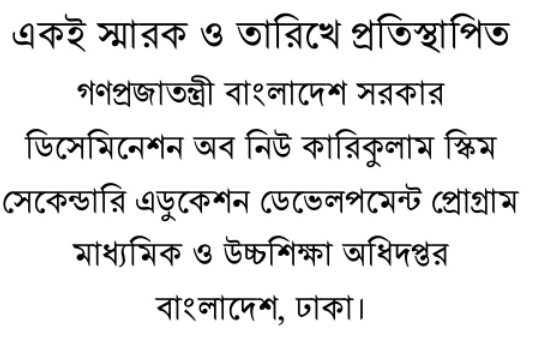 একই স্মারক ও তারিখে প্রতিস্থাপিত
গণপ্রজাতন্ত্রী বাংলাদেশ সরকার
ডিসেমিনেশন অব নিউ কারিকুলাম স্কিম
সেকেন্ডারি এডুকেশন ডেভেলপমেন্ট প্রোগ্রাম
মাধ্যমিক ও উচ্চশিক্ষা অধিদপ্তর
বাংলাদেশ, ঢাকা।